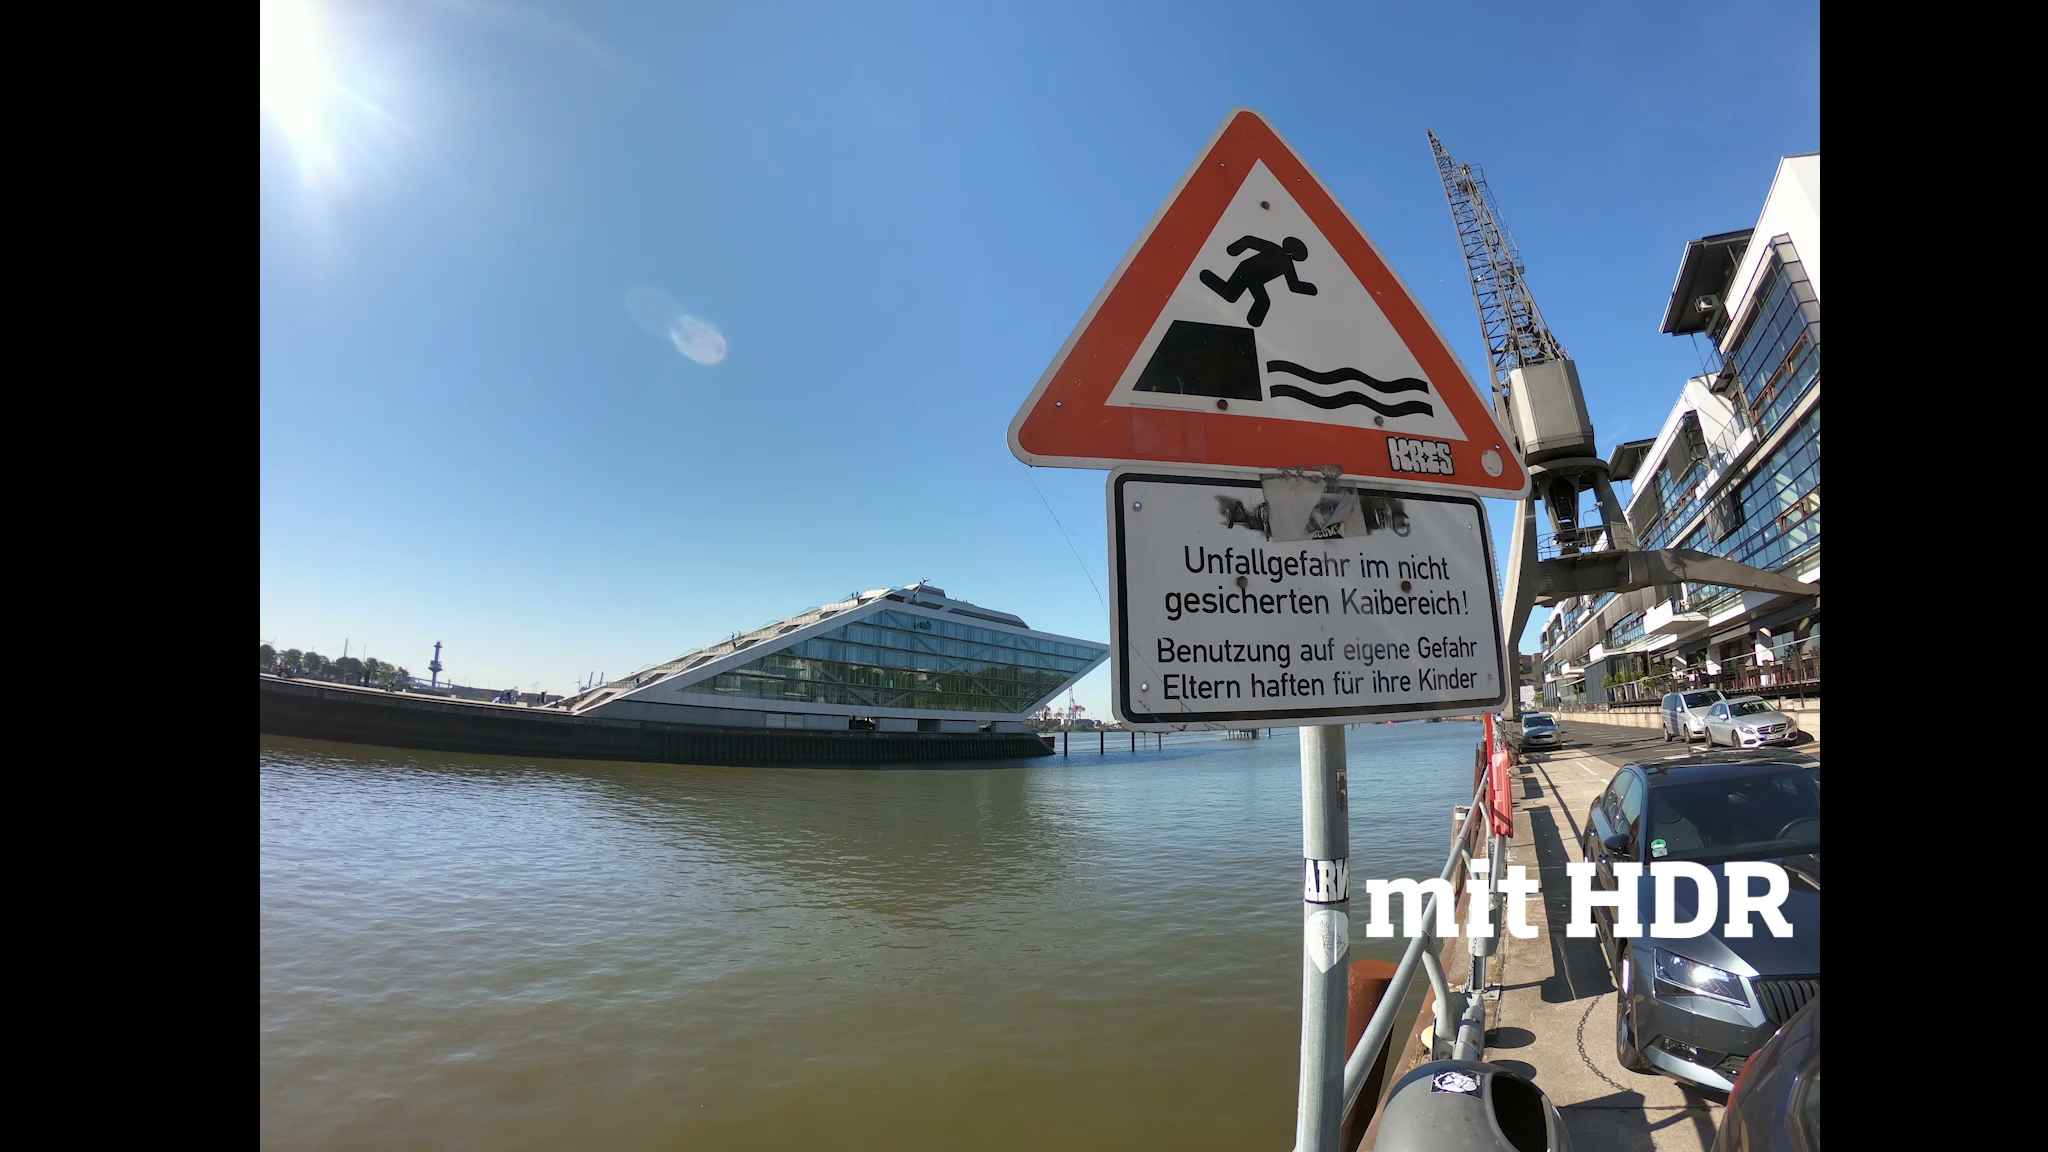 KRES
Unfallgefahr im nicht
gesicherten Kaibereich!
Benutzung auf eigene Gefahr
Eltern haften für ihre Kinder
mit HDR